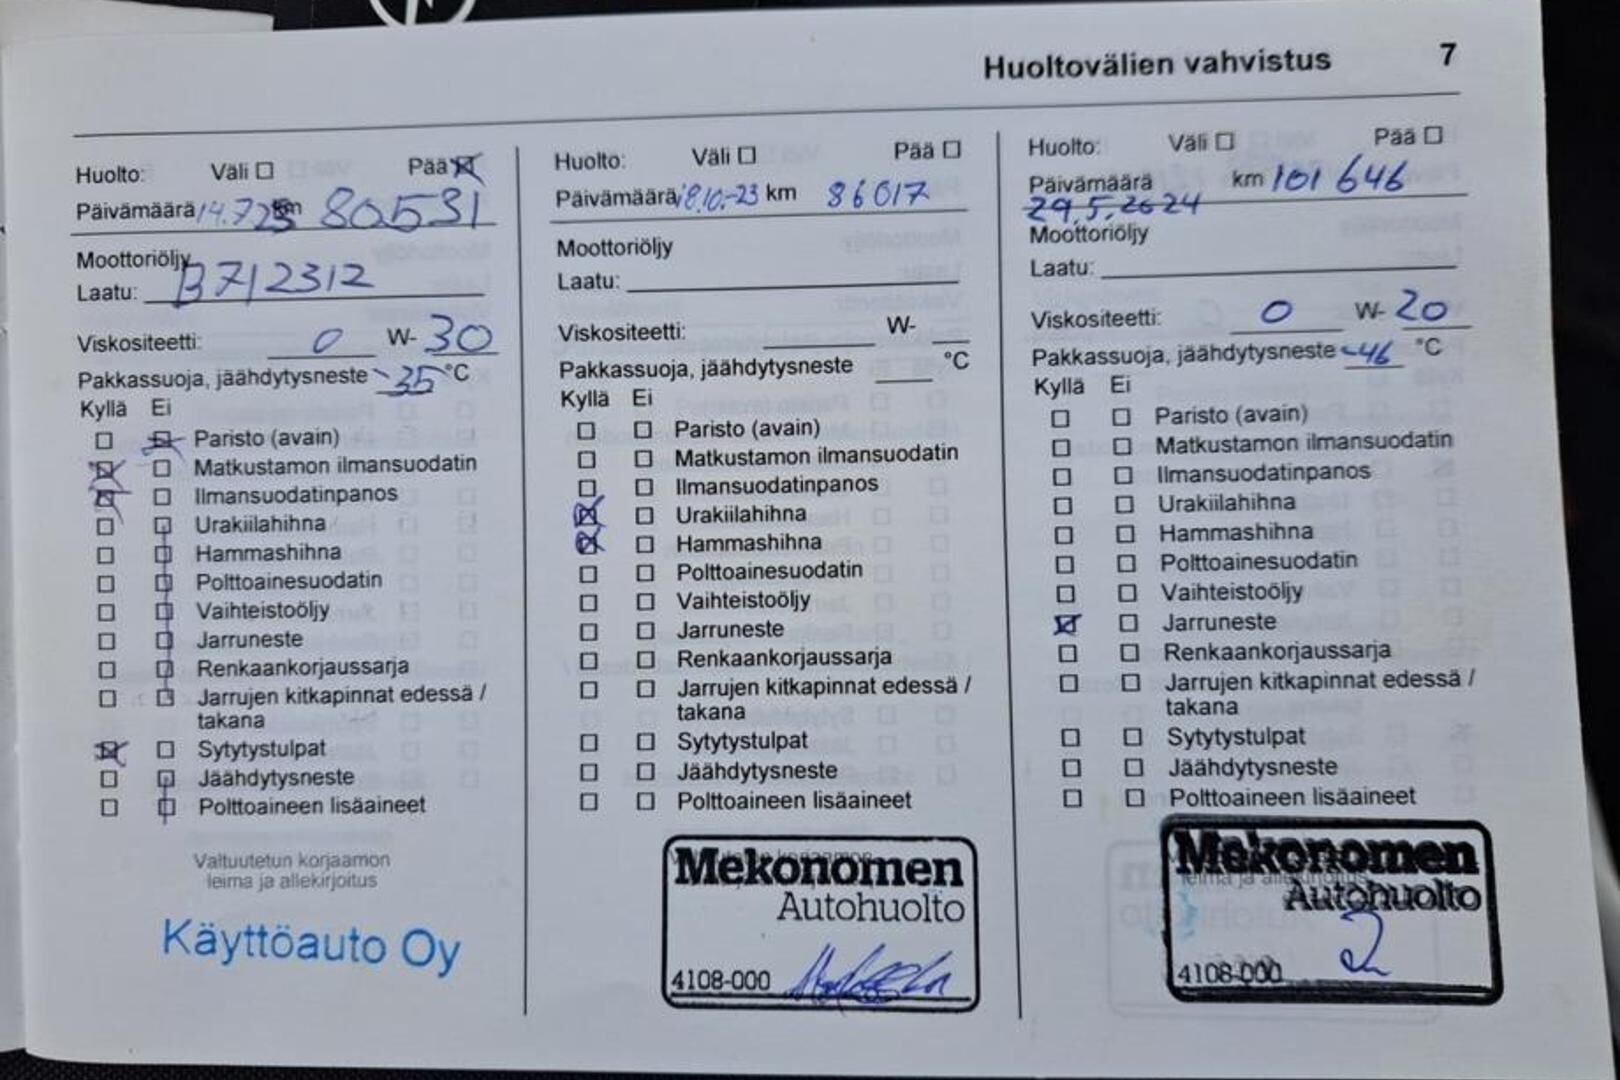 Huoltovälien vahvistus 7
Huolto: Väli Pää
Päivämäärä 14.7.23 km 80531
Moottoriöljy
Laatu: B712312
Viskositeetti: 0 W- 30
Pakkassuoja, jäähdytysneste -35 °C
Kyllä Ei
Paristo (avain)
Matkustamon ilmansuodatin
Ilmansuodatinpanos
Urakiilahihna
Hammashihna
Polttoainesuodatin
Vaihteistoöljy
Jarruneste
Renkaankorjaussarja
Jarrujen kitkapinnat edessä /
takana
Sytytystulpat
Jäähdytysneste
Polttoaineen lisäaineet
Valtuutetun korjaamon
leima ja allekirjoitus
Käyttöauto Oy
Huolto: Väli Pää
Päivämäärä 18.10.-23 km 86017
Moottoriöljy
Laatu:
Viskositeetti: W-
Pakkassuoja, jäähdytysneste °C
Kyllä Ei
Paristo (avain)
Matkustamon ilmansuodatin
Ilmansuodatinpanos
Urakiilahihna
Hammashihna
Polttoainesuodatin
Vaihteistoöljy
Jarruneste
Renkaankorjaussarja
Jarrujen kitkapinnat edessä /
takana
Sytytystulpat
Jäähdytysneste
Polttoaineen lisäaineet
Mekonomen
Autohuolto
4108-000
Huolto: Väli Pää
Päivämäärä km 101 646
29.5.2024
Moottoriöljy
Laatu:
Viskositeetti: 0 W- 20
Pakkassuoja, jäähdytysneste -46 °C
Kyllä Ei
Paristo (avain)
Matkustamon ilmansuodatin
Ilmansuodatinpanos
Urakiilahihna
Hammashihna
Polttoainesuodatin
Vaihteistoöljy
Jarruneste
Renkaankorjaussarja
Jarrujen kitkapinnat edessä /
takana
Sytytystulpat
Jäähdytysneste
Polttoaineen lisäaineet
Mekonomen
leima ja allekirjoitus
Autohuolto
4108-000